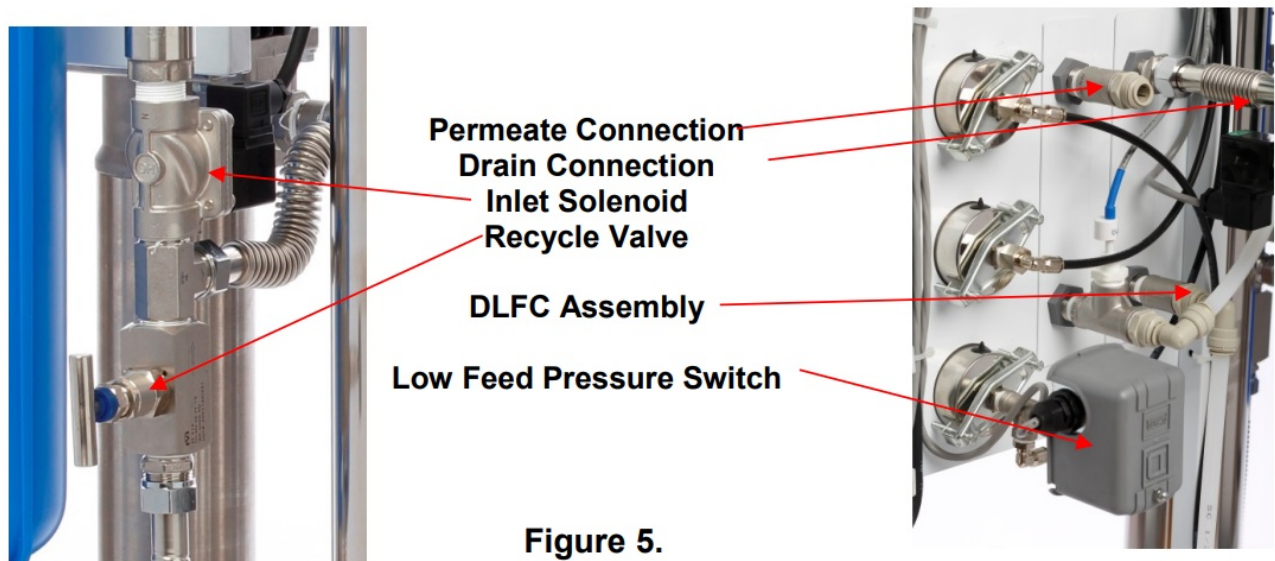 Permeate Connection
Drain Connection
Inlet Solenoid
Recycle Valve
DLFC Assembly
Low Feed Pressure Switch
Figure 5.